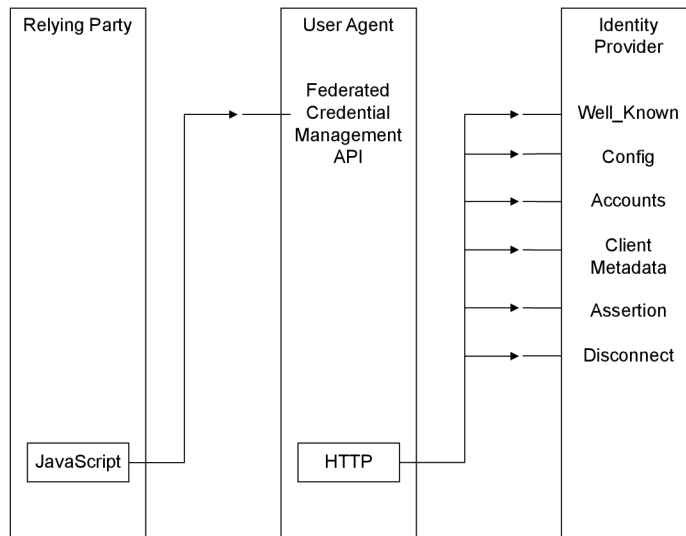 Relying Party
JavaScript
User Agent
Federated
Credential
Management
API
HTTP
Identity
Provider
Well_Known
Config
Accounts
Client
Metadata
Assertion
Disconnect